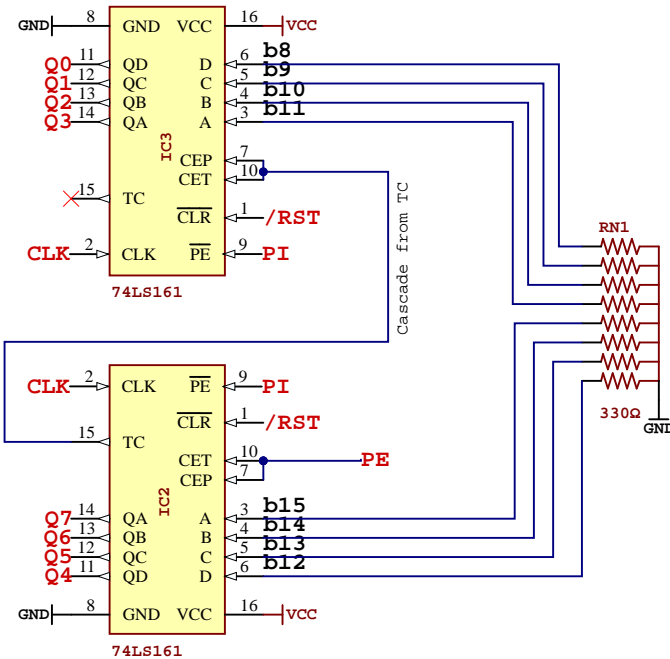 GND 8 GND VCC 16 VCC
Q0 11 QD D 6 b8
Q1 12 QC C 5 b9
Q2 13 QB B 4 b10
Q3 14 QA A 3 b11
IC3
CEP 7
CET 10
15 TC
CLR 1 /RST
CLK 2 CLK PE 9 PI
74LS161
Cascade from TC
RN1
330Ω
GND
CLK 2 CLK PE 9 PI
CLR 1 /RST
15 TC
CET 10 PE
CEP 7
IC2
Q7 14 QA A 3 b15
Q6 13 QB B 4 b14
Q5 12 QC C 5 b13
Q4 11 QD D 6 b12
GND 8 GND VCC 16 VCC
74LS161